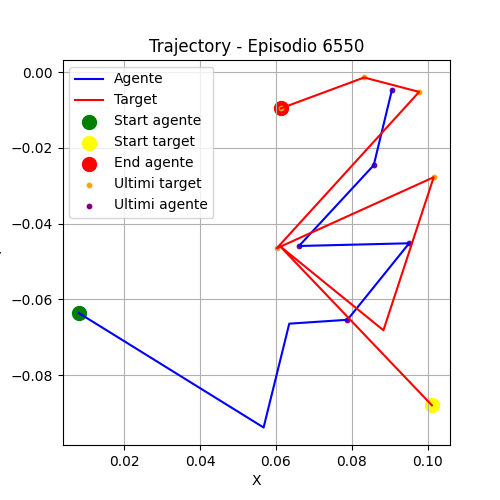 Trajectory - Episodio 6550
Agente
Target
Start agente
Start target
End agente
Ultimi target
Ultimi agente
0.00
−0.02
−0.04
−0.06
−0.08
0.02
0.04
0.06
0.08
0.10
X